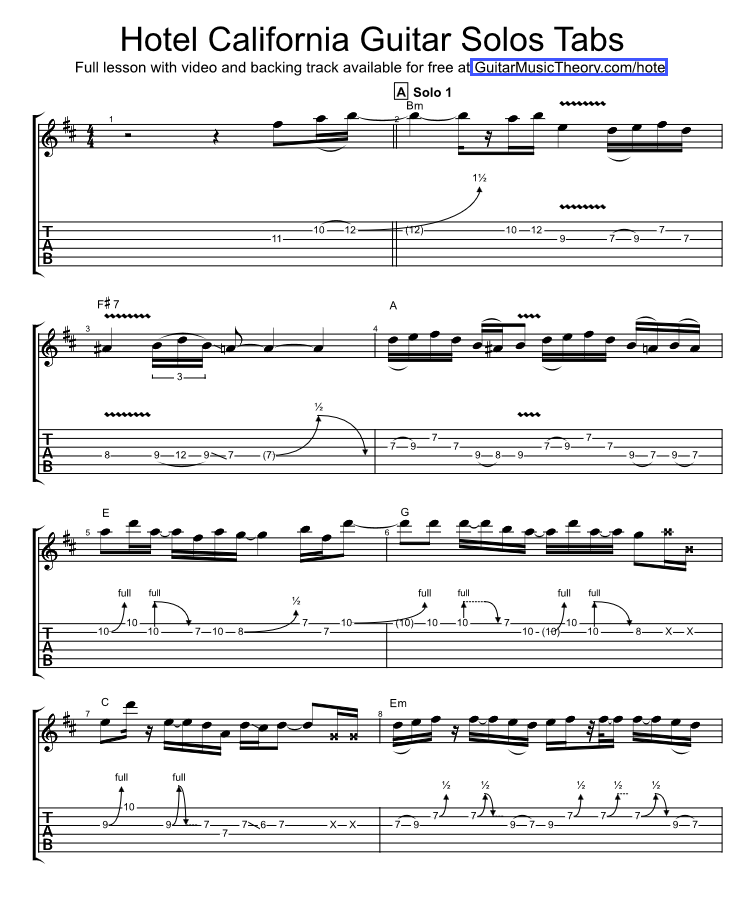 Hotel California Guitar Solos Tabs
Full lesson with video and backing track available for free at GuitarMusicTheory.com/hote
A Solo 1
Bm
1 2
4
4
1½
T
A
B
11 10 12 (12) 10 12 9 7 9 7 7
F♯7 A
3 4
3
½
T
A
B
8 9 12 9 7 (7) 7 9 7 7 9 8 9 7 9 7 7 9 7 9 7
E G
5 6
full full ½ full full full full
T
A
B
10 10 10 7 10 8 7 7 10 (10) 10 10 7 10 (10) 10 10 8 X X
C Em
7 8
full full ½ ½ ½ ½ ½
T
A
B
9 10 9 7 7 7 6 7 X X 7 9 7 7 9 7 9 7 7 7 9 7